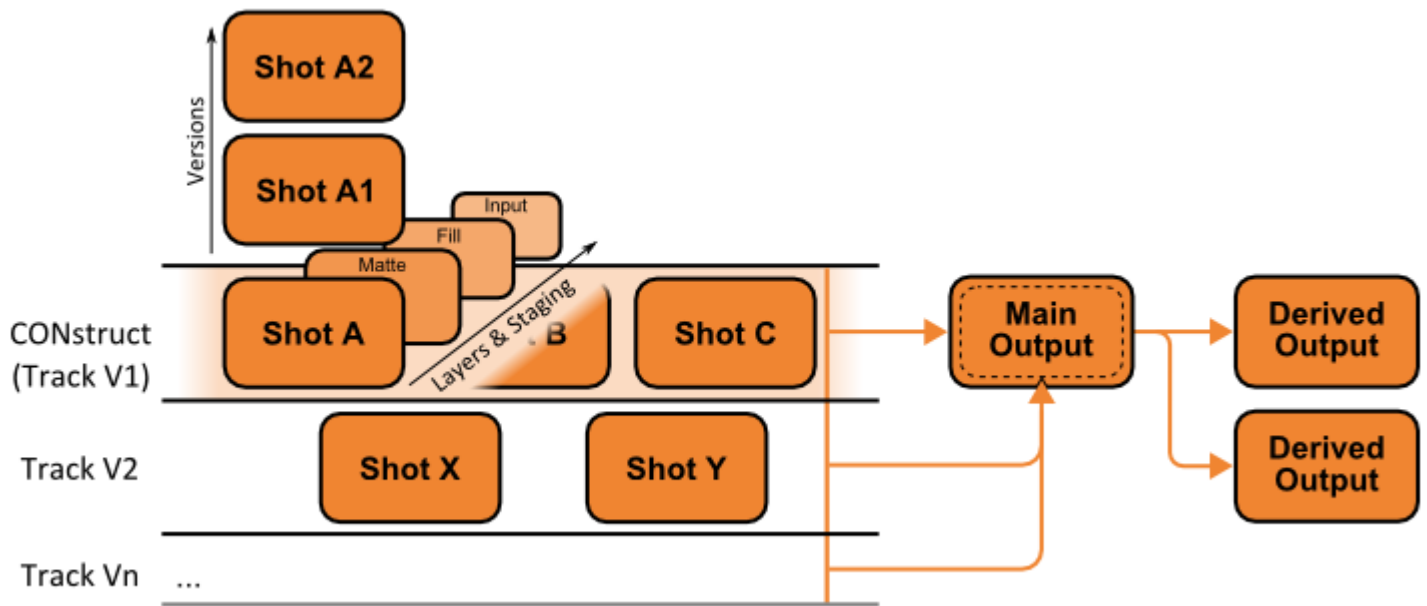 Shot A2
Versions
Shot A1
Input
Fill
Matte
CONstruct
(Track V1)
Shot A
Layers & Staging
B
Shot C
Main
Output
Derived
Output
Track V2
Shot X
Shot Y
Derived
Output
Track Vn
...